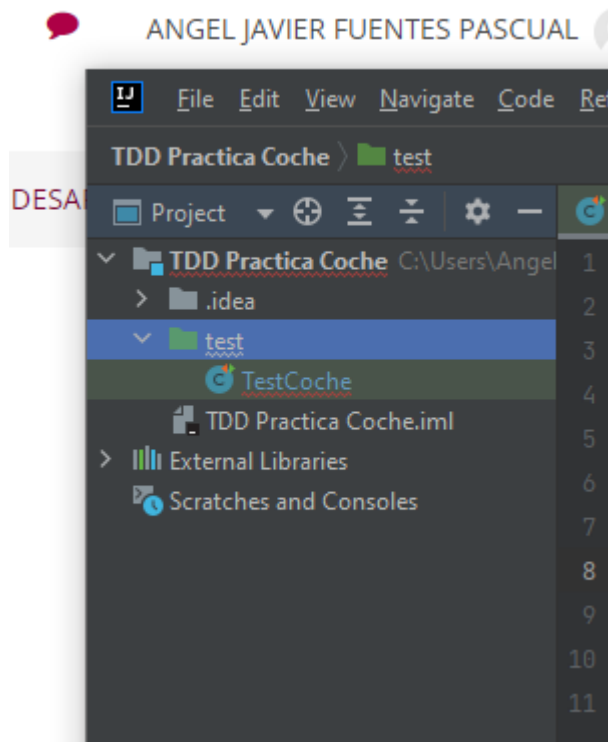 ANGEL JAVIER FUENTES PASCUAL
IJ File Edit View Navigate Code Re
TDD Practica Coche test
DESA
Project
TDD Practica Coche C:\Users\Angel
.idea
test
C TestCoche
TDD Practica Coche.iml
External Libraries
Scratches and Consoles
C
1
2
3
4
5
6
7
8
9
10
11